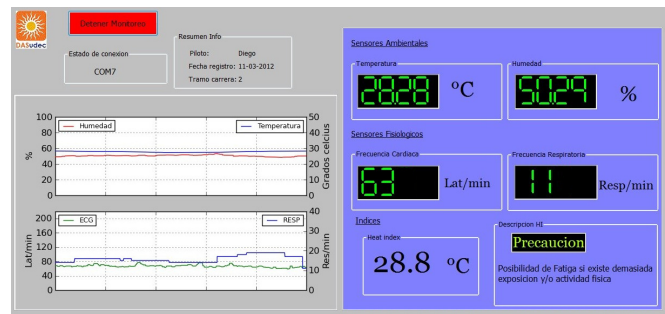 DASudec
Detener Monitoreo
Estado de conexion
COM7
Resumen Info
Piloto: Diego
Fecha registro: 11-03-2012
Tramo carrera: 2
100
80
60
40
20
0
%
Humedad
Temperatura
50
40
30
20
10
0
Grados celcius
200
160
120
80
40
0
Lat/min
ECG
RESP
40
30
20
10
0
Res/min
Sensores Ambientales
Temperatura
28.28 ºC
Humedad
50.29 %
Sensores Fisiologicos
Frecuencia Cardiaca
63 Lat/min
Frecuencia Respiratoria
11 Resp/min
Indices
Heat index
28.8 ºC
Descripcion HI
Precaucion
Posibilidad de Fatiga si existe demasiada
exposicion y/o actividad fisica